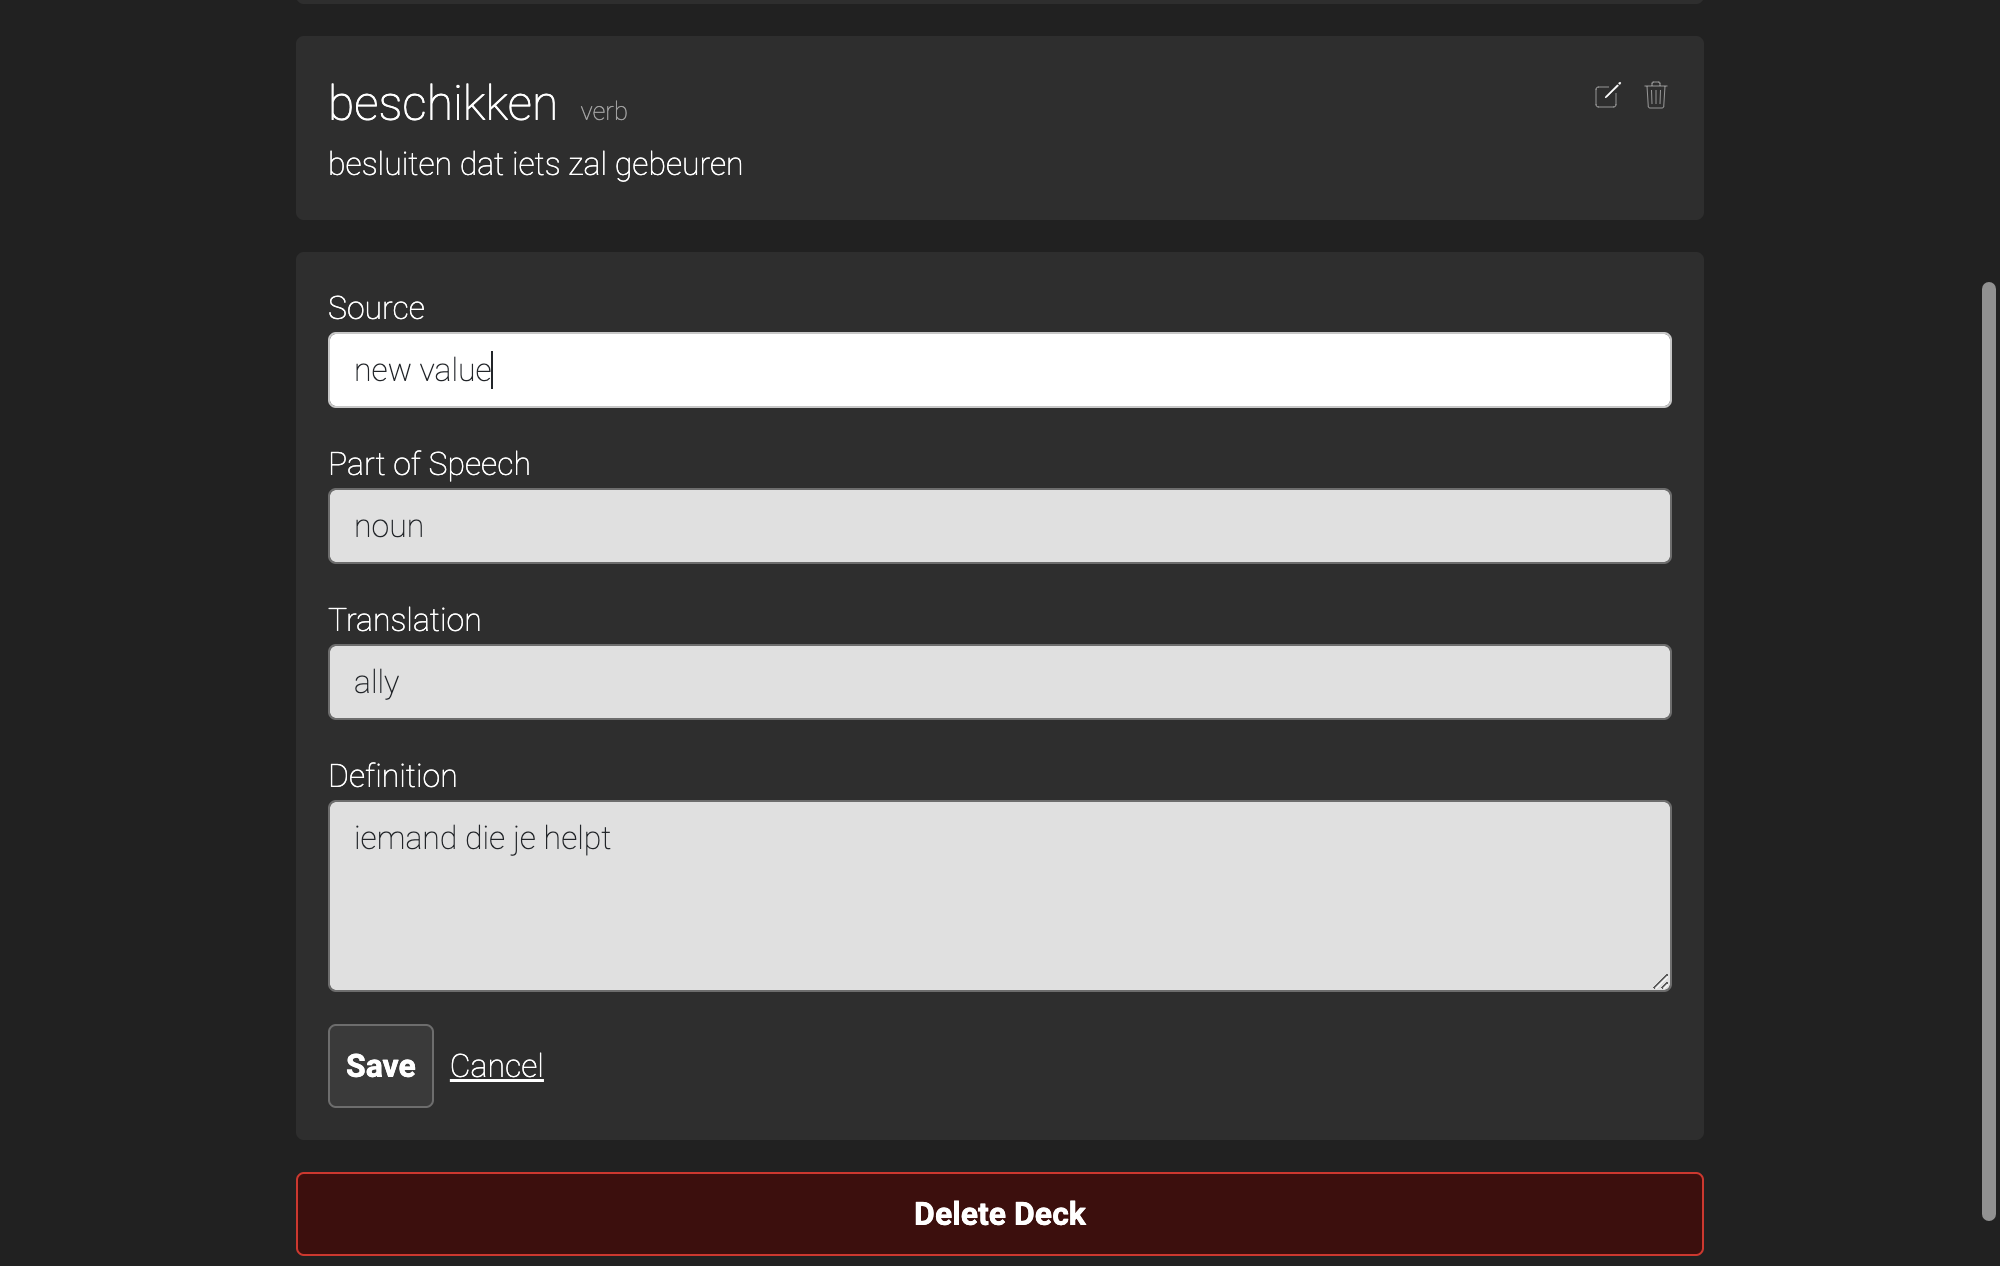 beschikken verb
besluiten dat iets zal gebeuren
Source
new value
Part of Speech
noun
Translation
ally
Definition
iemand die je helpt
Save Cancel
Delete Deck